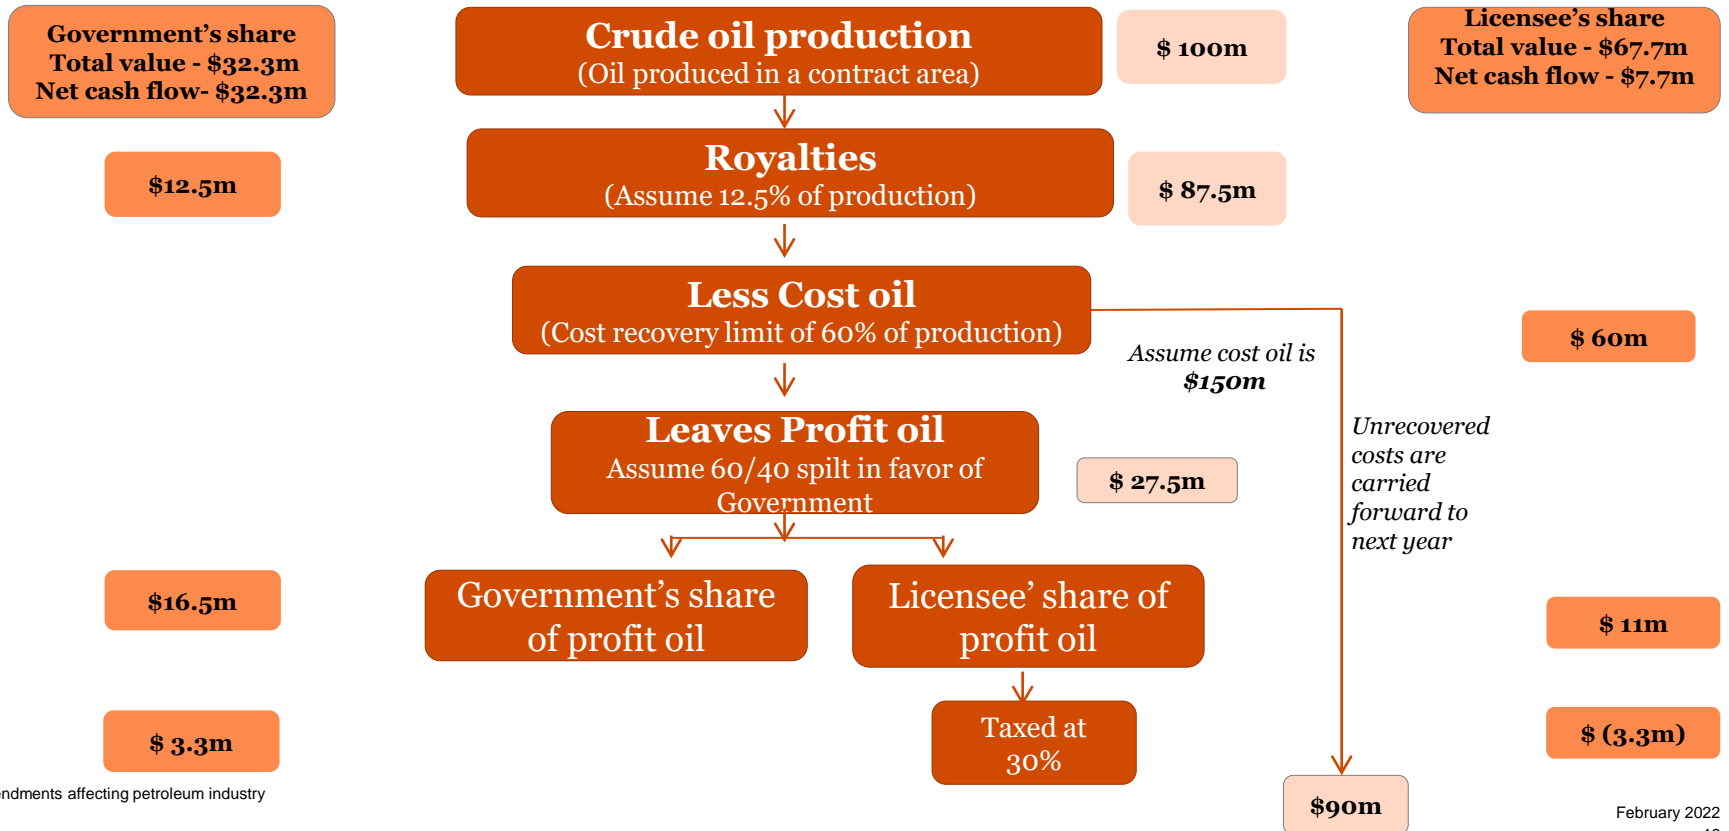 Government's share
Total value - $32.3m
Net cash flow- $32.3m
Crude oil production
(Oil produced in a contract area)
$ 100m
Licensee's share
Total value - $67.7m
Net cash flow - $7.7m
$12.5m
Royalties
(Assume 12.5% of production)
$ 87.5m
Less Cost oil
(Cost recovery limit of 60% of production)
$ 60m
Assume cost oil is
$150m
Leaves Profit oil
Assume 60/40 spilt in favor of
Government
$ 27.5m
Unrecovered
costs are
carried
forward to
next year
$16.5m
Government's share
of profit oil
Licensee' share of
profit oil
$ 11m
$ 3.3m
Taxed at
30%
$ (3.3m)
$90m
endments affecting petroleum industry
February 2022